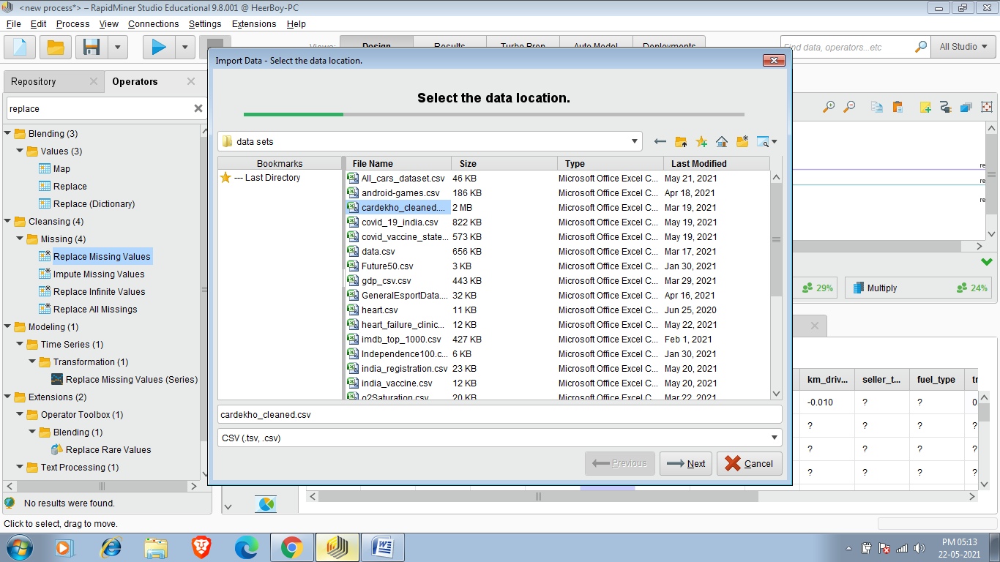 <new process*> – RapidMiner Studio Educational 9.8.001 @ HeerBoy-PC
File Edit Process View Connections Settings Extensions Help
Views: Design Results Turbo Prep Auto Model Deployments
Find data, operators...etc
All Studio
Import Data - Select the data location.
Repository
Operators
replace
Blending (3)
Values (3)
Map
Replace
Replace (Dictionary)
Cleansing (4)
Missing (4)
Replace Missing Values
Impute Missing Values
Replace Infinite Values
Replace All Missings
Modeling (1)
Time Series (1)
Transformation (1)
Replace Missing Values (Series)
Extensions (2)
Operator Toolbox (1)
Blending (1)
Replace Rare Values
Text Processing (1)
No results were found.
Click to select, drag to move.
Select the data location.
data sets
Bookmarks
--- Last Directory
File Name Size Type Last Modified
All_cars_dataset.csv 46 KB Microsoft Office Excel C... May 21, 2021
android-games.csv 186 KB Microsoft Office Excel C... Apr 18, 2021
cardekho_cleaned.... 2 MB Microsoft Office Excel C... Mar 19, 2021
covid_19_india.csv 822 KB Microsoft Office Excel C... May 19, 2021
covid_vaccine_state... 573 KB Microsoft Office Excel C... May 19, 2021
data.csv 656 KB Microsoft Office Excel C... Mar 17, 2021
Future50.csv 3 KB Microsoft Office Excel C... Jan 30, 2021
gdp_csv.csv 443 KB Microsoft Office Excel C... Mar 29, 2021
GeneralEsportData.... 32 KB Microsoft Office Excel C... Apr 16, 2021
heart.csv 11 KB Microsoft Office Excel C... Jun 25, 2020
heart_failure_clinic... 12 KB Microsoft Office Excel C... May 22, 2021
imdb_top_1000.csv 427 KB Microsoft Office Excel C... Feb 1, 2021
Independence100.c... 6 KB Microsoft Office Excel C... Jan 30, 2021
india_registration.csv 23 KB Microsoft Office Excel C... May 20, 2021
india_vaccine.csv 12 KB Microsoft Office Excel C... May 20, 2021
o2Saturation.csv 20 KB Microsoft Office Excel C... Mar 22, 2021
cardekho_cleaned.csv
CSV (.tsv, .csv)
Previous Next Cancel
re
re
re
29% Multiply 24%
km_driv... seller_t... fuel_type tr
-0.010 ? ? 0
? ? ? ?
? ? ? ?
? ? ? ?
PM 05:13
22-05-2021